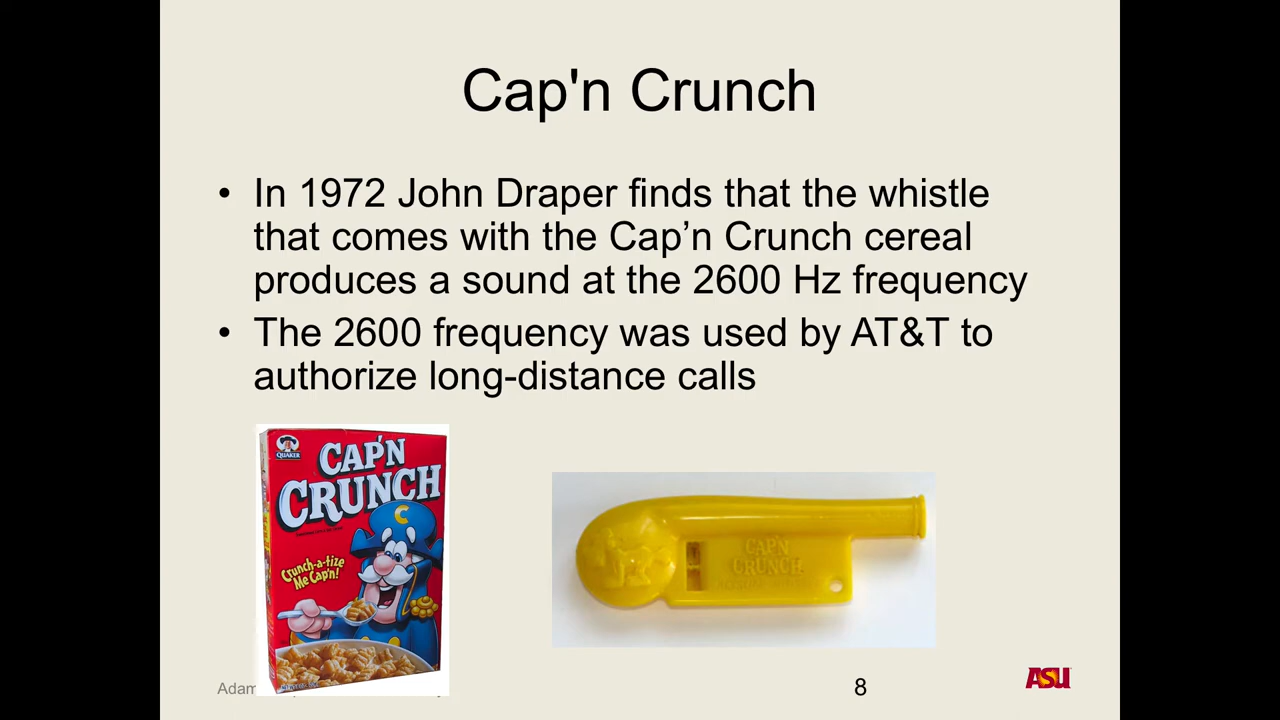 Cap'n Crunch
• In 1972 John Draper finds that the whistle
that comes with the Cap’n Crunch cereal
produces a sound at the 2600 Hz frequency
• The 2600 frequency was used by AT&T to
authorize long-distance calls
QUAKER
CAP'N
CRUNCH
C
Crunch-a-tize
Me Cap'n!
CAP'N
CRUNCH
Adam
8
ASU